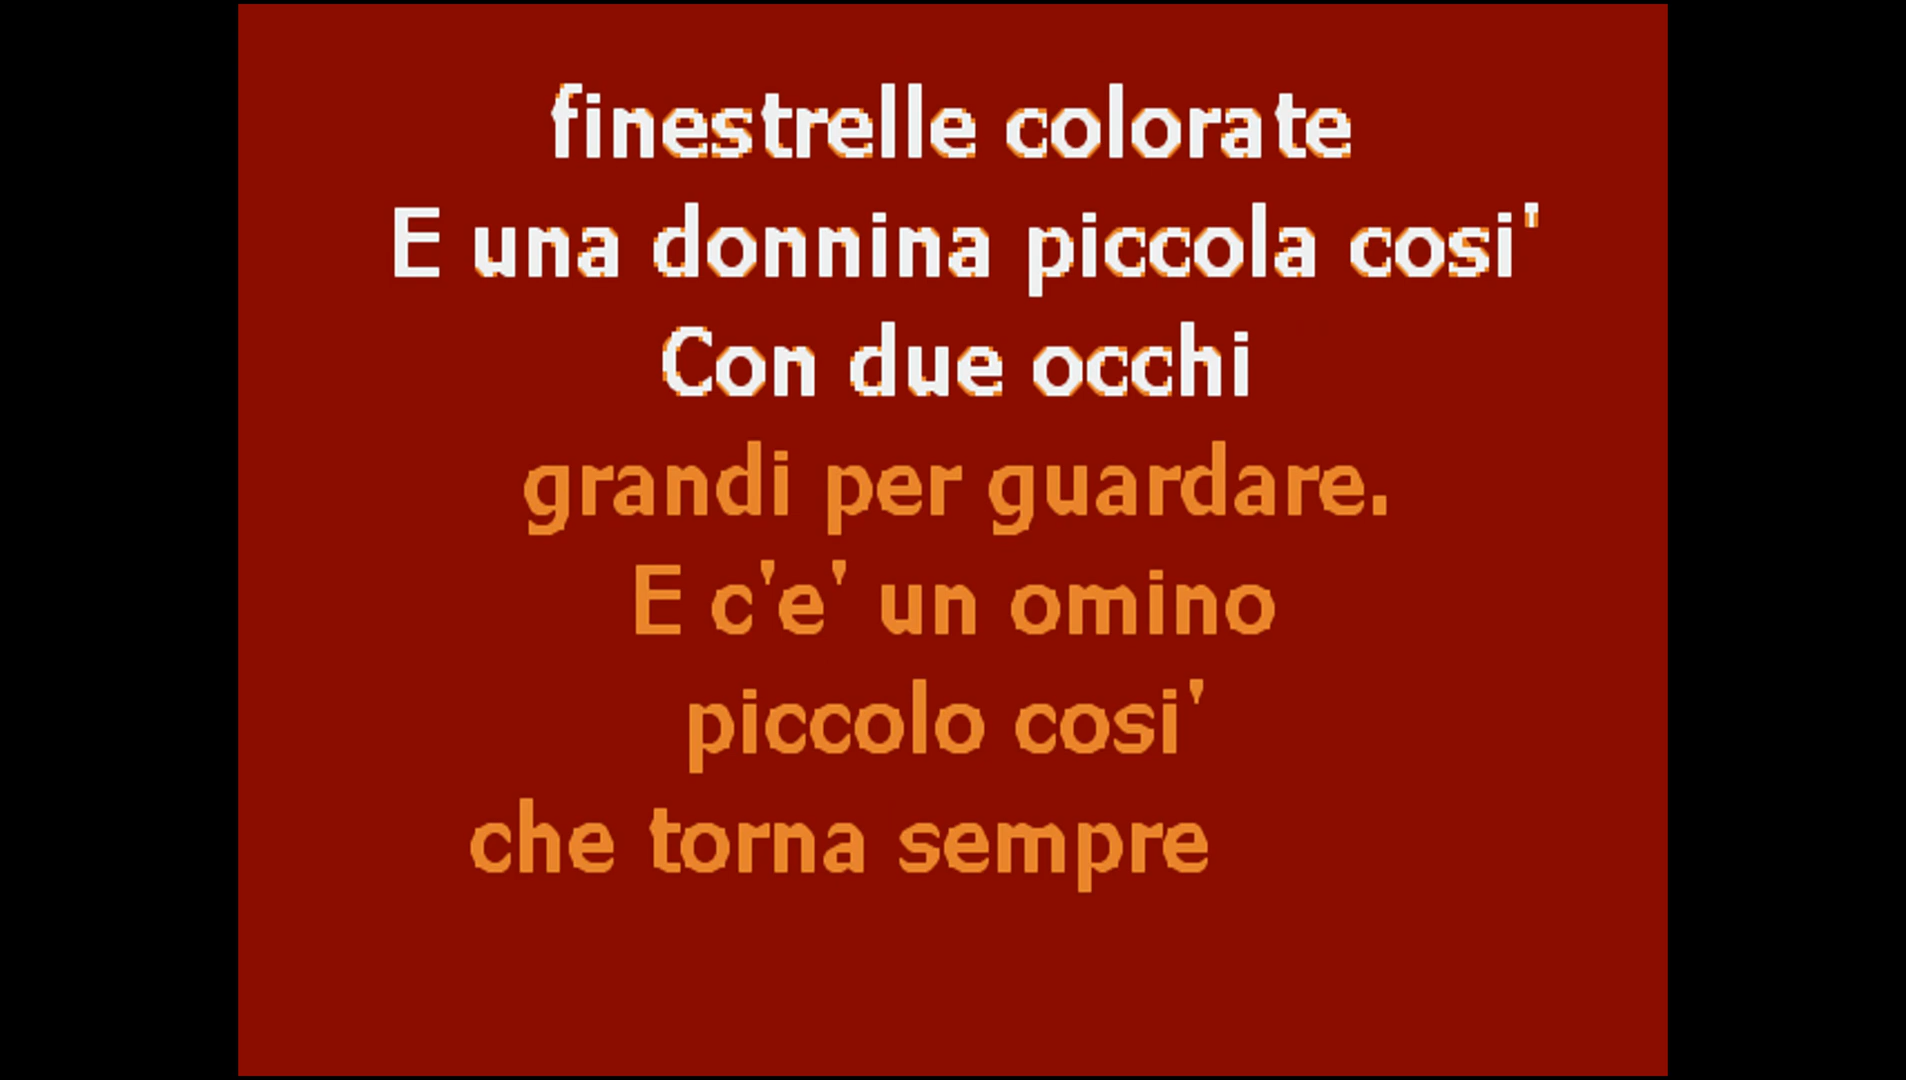 finestrelle colorate
E una donnina piccola cosi'
Con due occhi
grandi per guardare.
E c'e' un omino
piccolo cosi'
che torna sempre